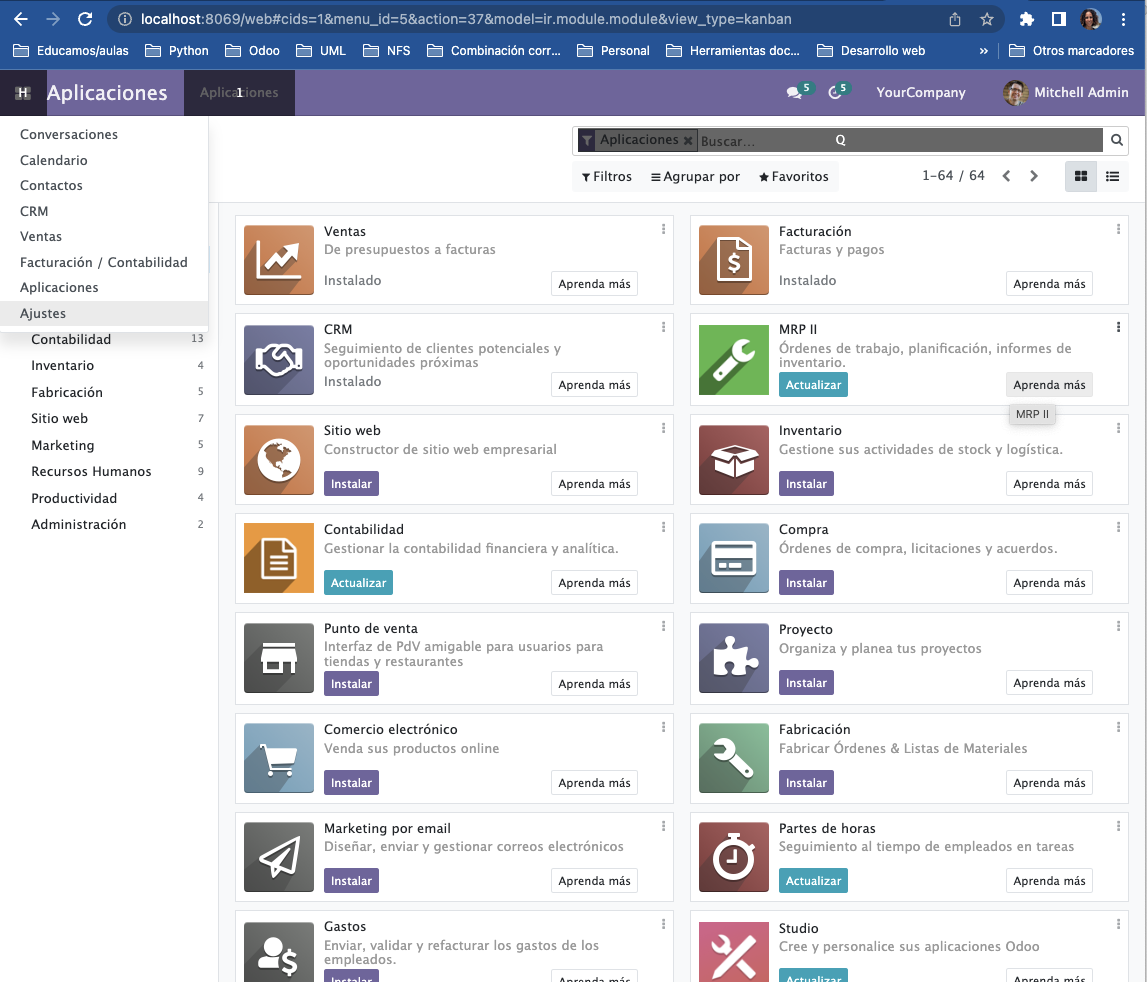 localhost:8069/web#cids=1&menu_id=5&action=37&model=ir.module.module&view_type=kanban
Educamos/aulas Python Odoo UML NFS Combinación corr... Personal Herramientas doc... Desarrollo web » Otros marcadores
H Aplicaciones Aplicaciones 1 5 5 YourCompany Mitchell Admin
Conversaciones
Calendario
Contactos
CRM
Ventas
Facturación / Contabilidad
Aplicaciones
Ajustes
Contabilidad 13
Inventario 4
Fabricación 5
Sitio web 7
Marketing 5
Recursos Humanos 9
Productividad 4
Administración 2
Aplicaciones × Buscar... Q
Filtros Agrupar por Favoritos 1-64 / 64
Ventas
De presupuestos a facturas
Instalado Aprenda más
Facturación
Facturas y pagos
Instalado Aprenda más
CRM
Seguimiento de clientes potenciales y
oportunidades próximas
Instalado Aprenda más
MRP II
Órdenes de trabajo, planificación, informes de
inventario.
Actualizar Aprenda más
MRP II
Sitio web
Constructor de sitio web empresarial
Instalar Aprenda más
Inventario
Gestione sus actividades de stock y logística.
Instalar Aprenda más
Contabilidad
Gestionar la contabilidad financiera y analítica.
Actualizar Aprenda más
Compra
Órdenes de compra, licitaciones y acuerdos.
Instalar Aprenda más
Punto de venta
Interfaz de PdV amigable para usuarios para
tiendas y restaurantes
Instalar Aprenda más
Proyecto
Organiza y planea tus proyectos
Instalar Aprenda más
Comercio electrónico
Venda sus productos online
Instalar Aprenda más
Fabricación
Fabricar Órdenes & Listas de Materiales
Instalar Aprenda más
Marketing por email
Diseñar, enviar y gestionar correos electrónicos
Instalar Aprenda más
Partes de horas
Seguimiento al tiempo de empleados en tareas
Actualizar Aprenda más
Gastos
Enviar, validar y refacturar los gastos de los
empleados.
Instalar Aprenda más
Studio
Cree y personalice sus aplicaciones Odoo
Actualizar Aprenda más